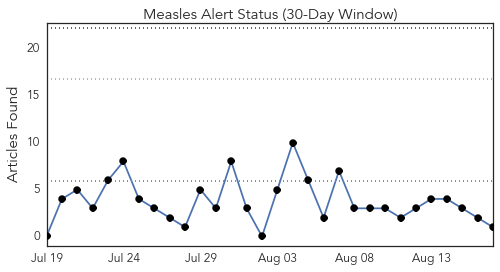 Measles Alert Status (30-Day Window)
Articles Found
20
15
10
5
0
Jul 19 Jul 24 Jul 29 Aug 03 Aug 08 Aug 13